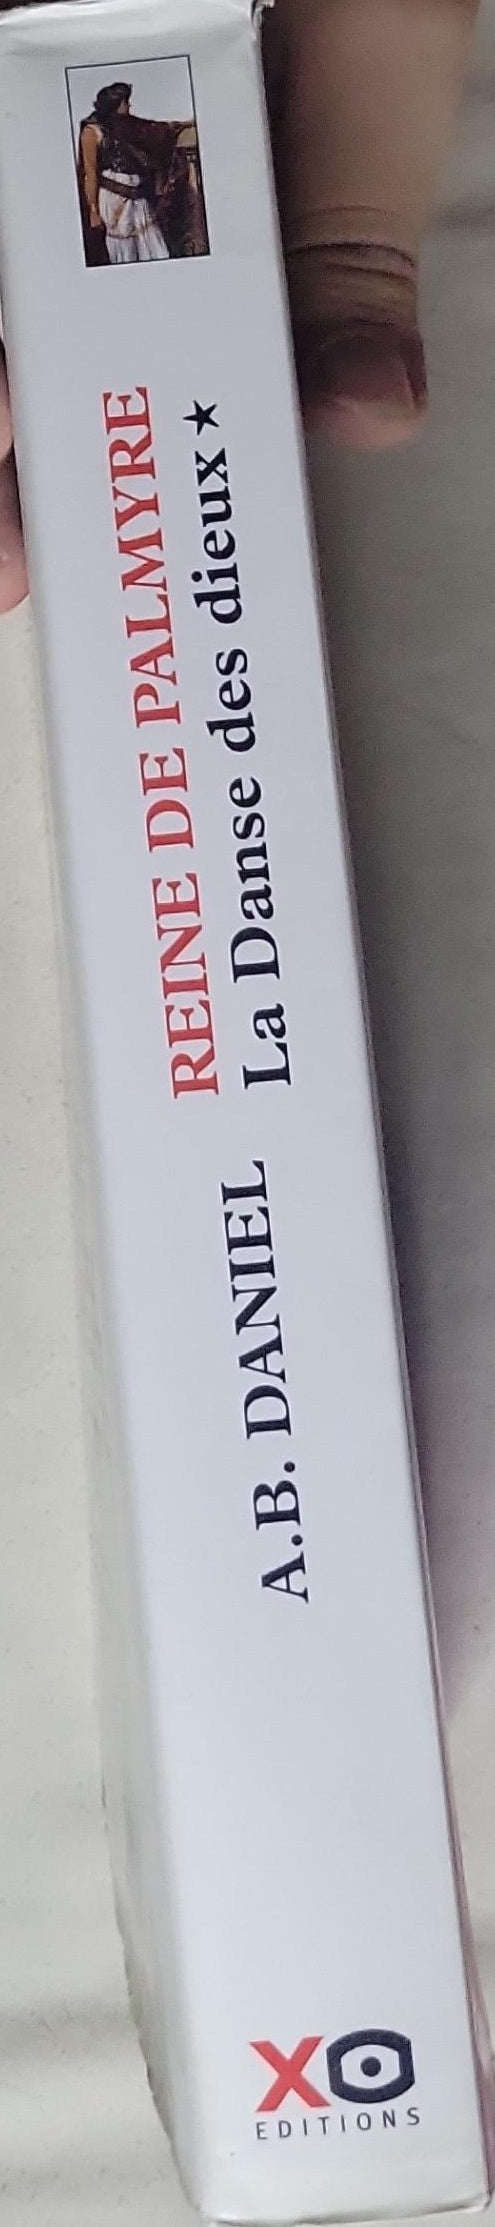 A.B. DANIEL
REINE DE PALMYRE
La Danse des dieux ★
XO
EDITIONS